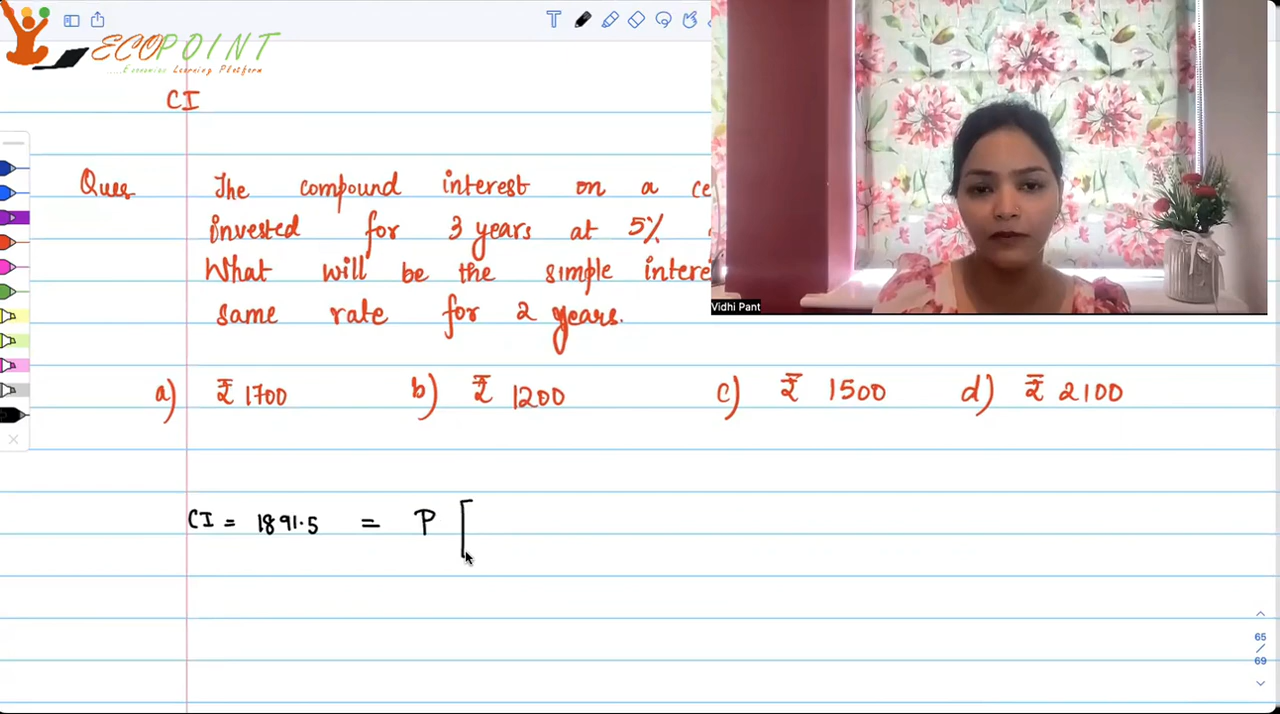 ECOPOINT
.....Economics Learning Platform
CI
Ques The compound interest on a ce
invested for 3 years at 5%
What will be the simple intere
same rate for 2 years.
a) ₹ 1700 b) ₹ 1200 c) ₹ 1500 d) ₹ 2100
CI = 1891.5 = P [
Vidhi Pant
65
/
69